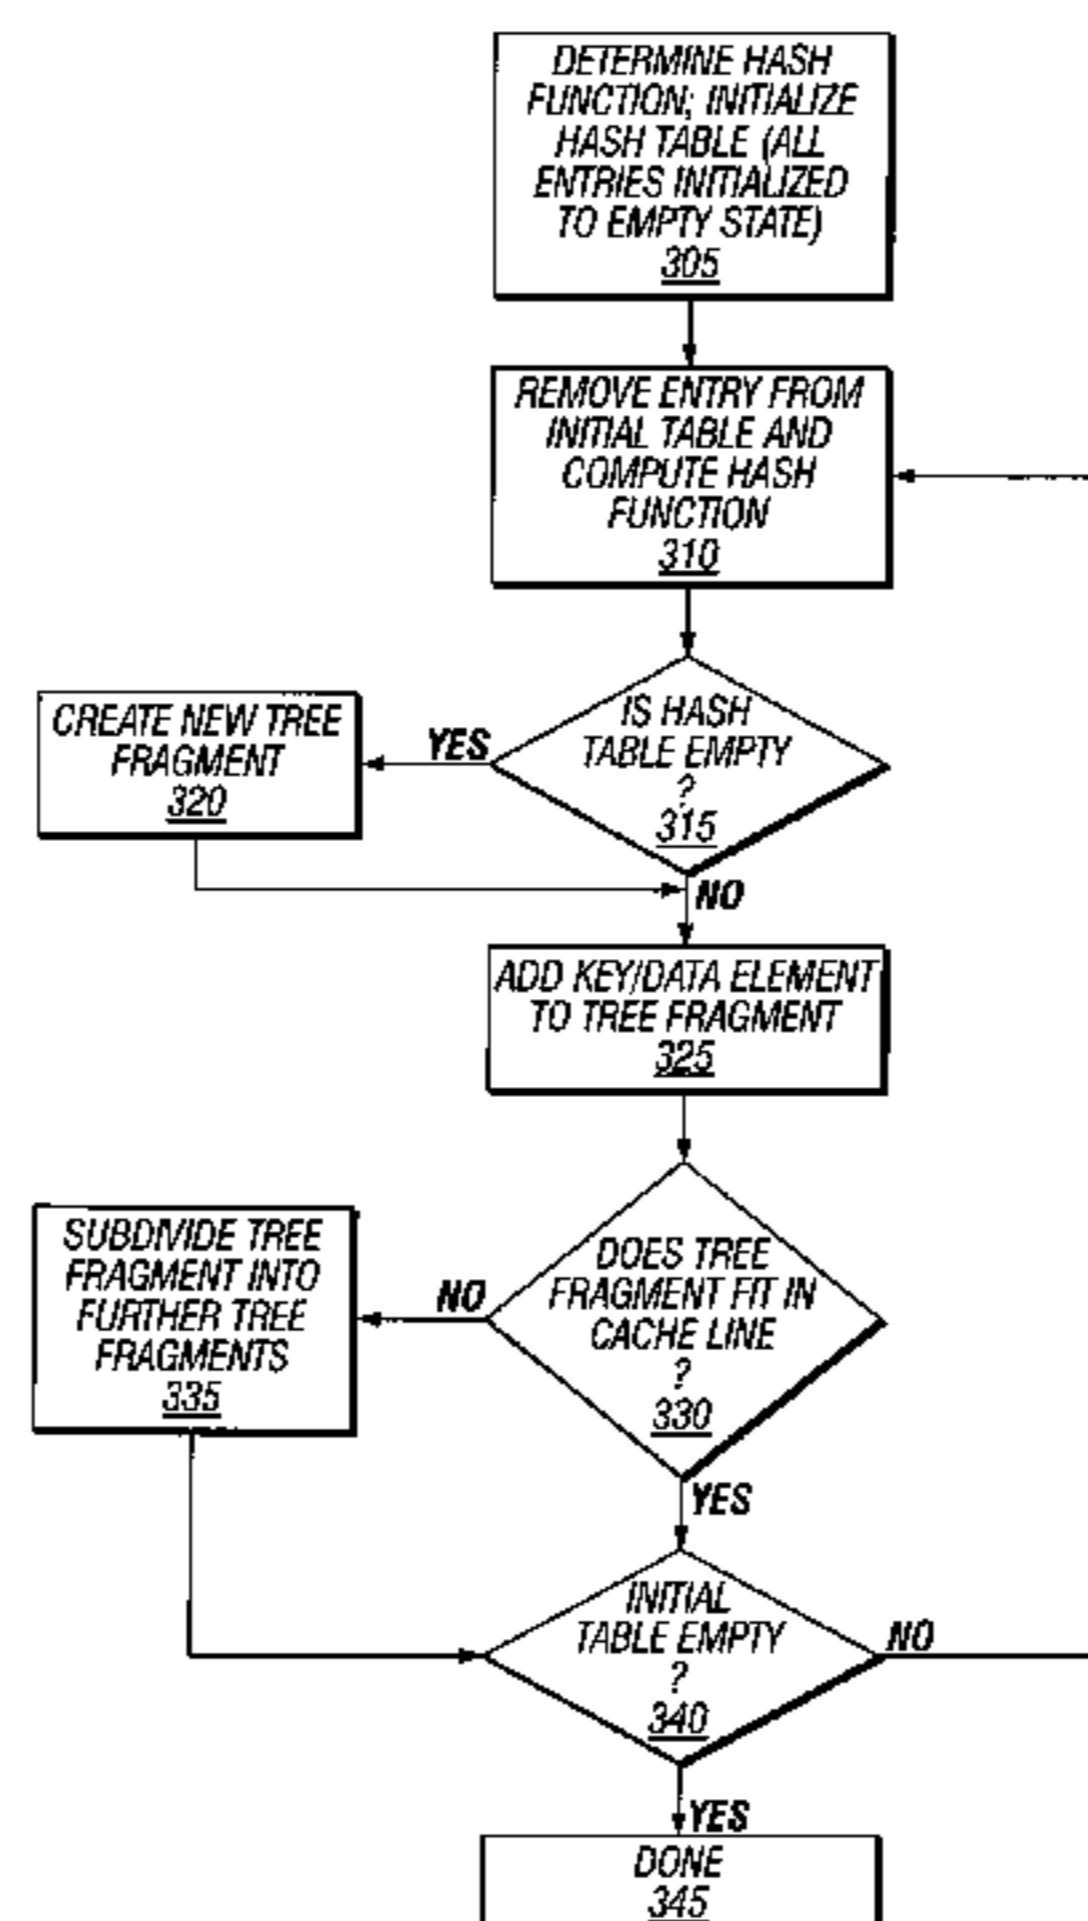 DETERMINE HASH
FUNCTION; INITIALIZE
HASH TABLE (ALL
ENTRIES INITIALIZED
TO EMPTY STATE)
305
REMOVE ENTRY FROM
INITIAL TABLE AND
COMPUTE HASH
FUNCTION
310
IS HASH
TABLE EMPTY
?
315
YES
NO
CREATE NEW TREE
FRAGMENT
320
ADD KEY/DATA ELEMENT
TO TREE FRAGMENT
325
DOES TREE
FRAGMENT FIT IN
CACHE LINE
?
330
NO
YES
SUBDIVIDE TREE
FRAGMENT INTO
FURTHER TREE
FRAGMENTS
335
INITIAL
TABLE EMPTY
?
340
NO
YES
DONE
345